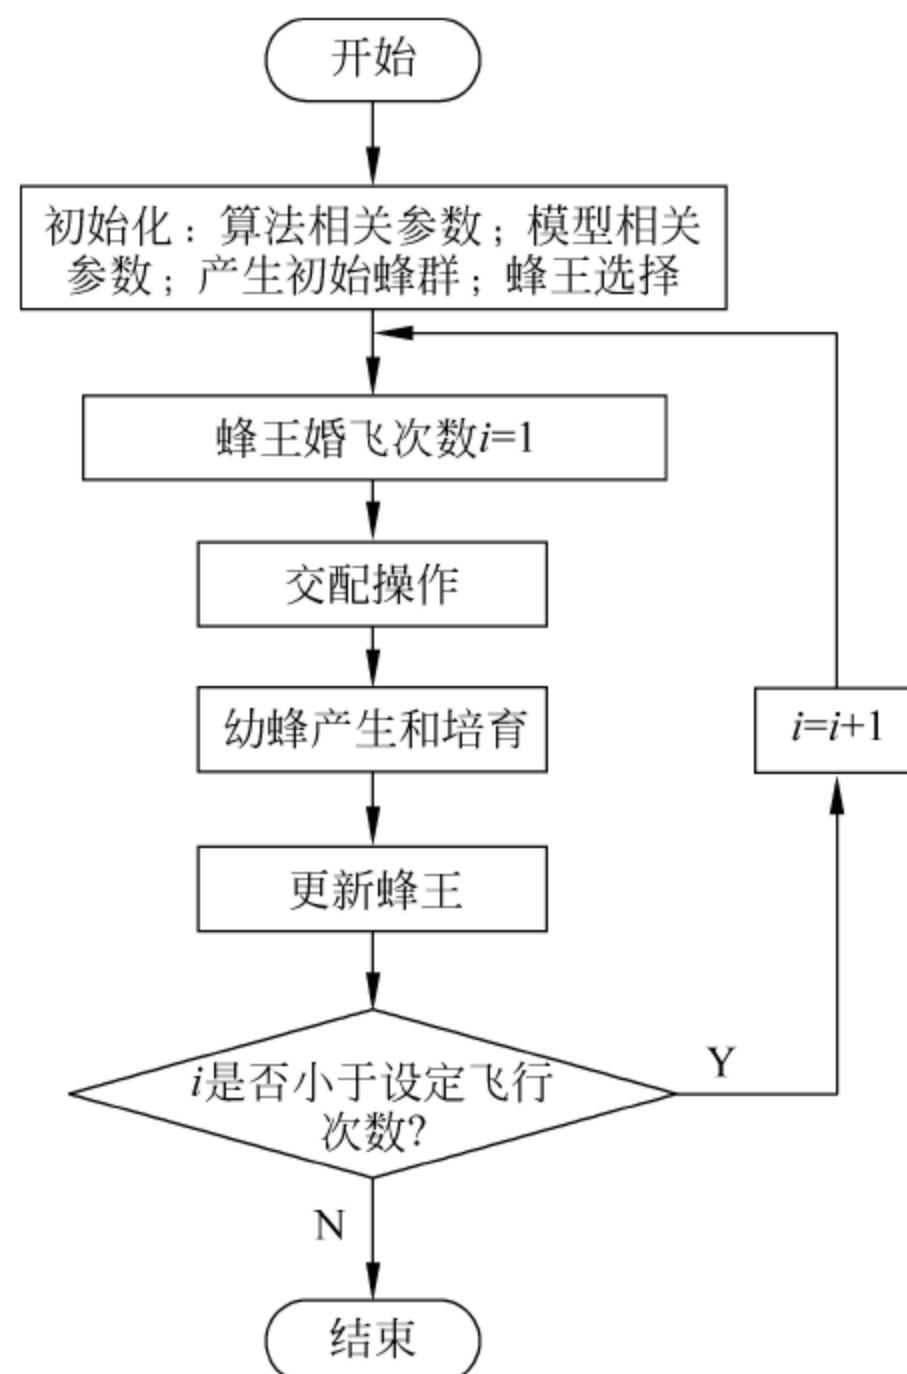 开始
初始化：算法相关参数；模型相关
参数；产生初始蜂群；蜂王选择
蜂王婚飞次数i=1
交配操作
幼蜂产生和培育
i=i+1
更新蜂王
i是否小于设定飞行
次数?
Y
N
结束